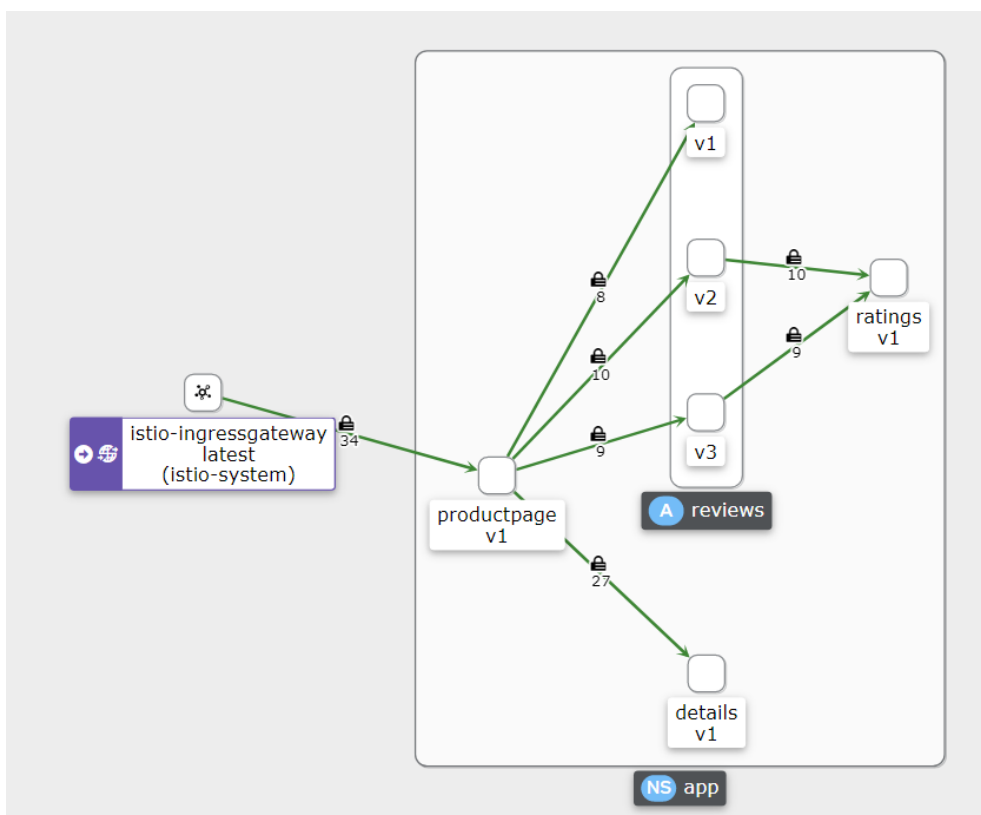 v1
8
v2
10
ratings
v1
10
9
istio-ingressgateway
latest
(istio-system)
34
9
v3
productpage
v1
A reviews
27
details
v1
NS app